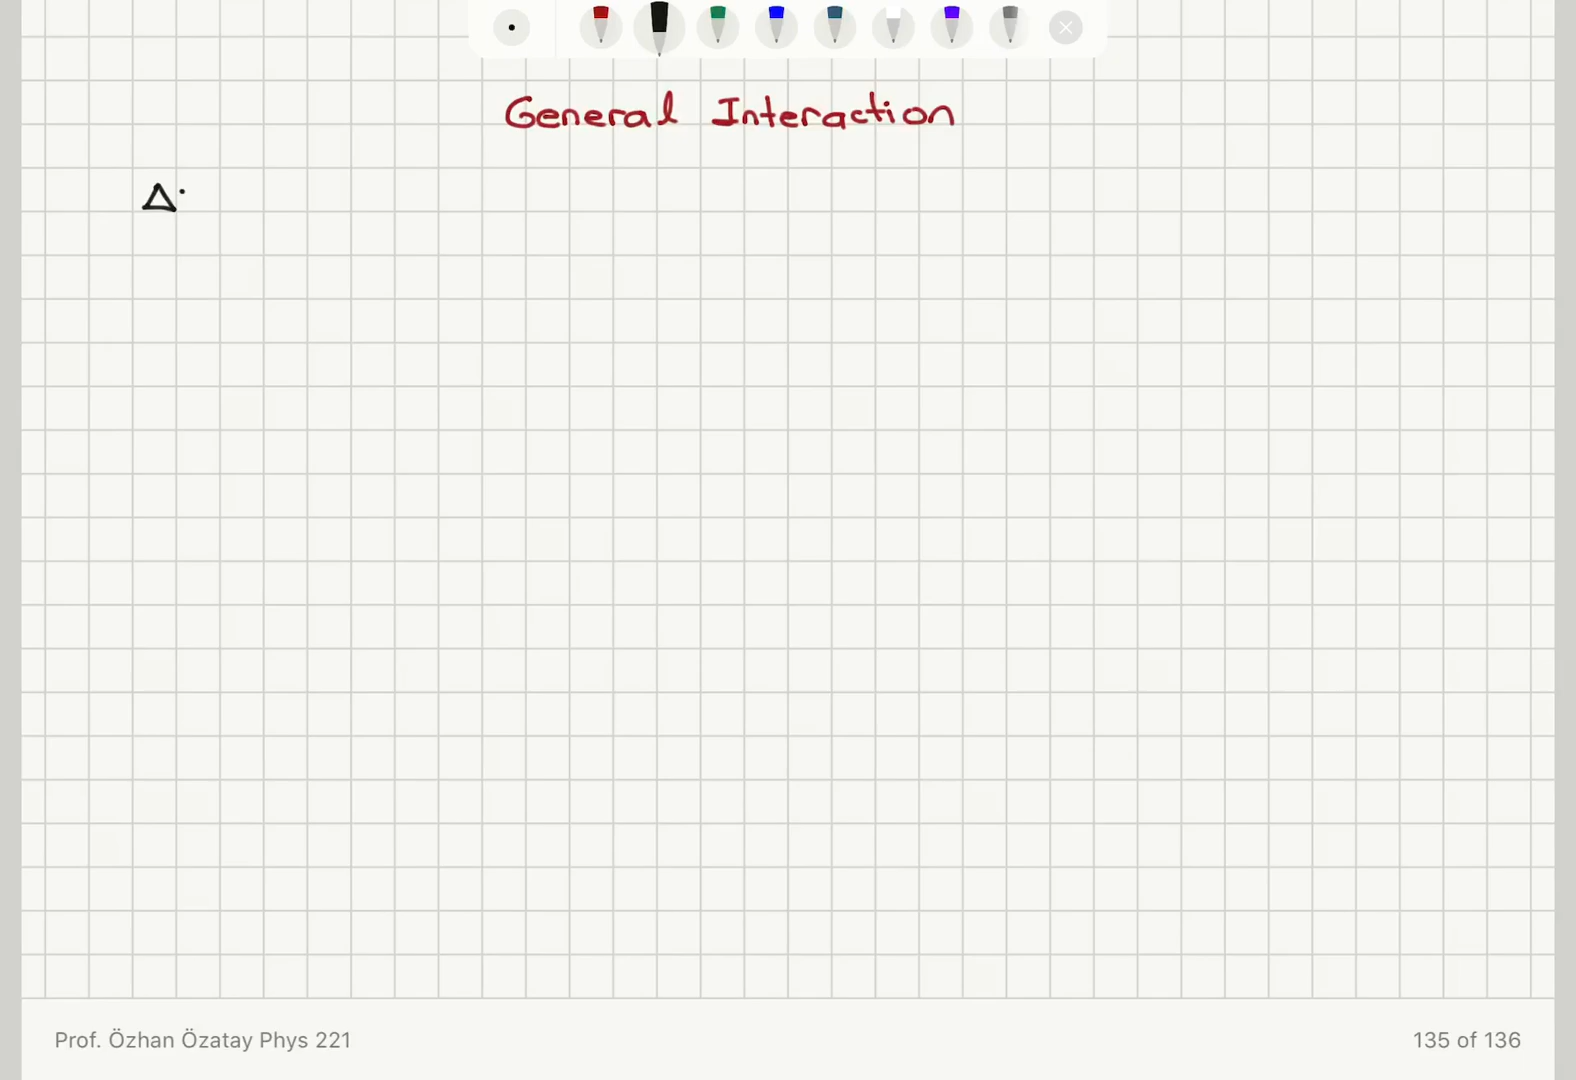 General Interaction
Δ
Prof. Özhan Özatay Phys 221
135 of 136